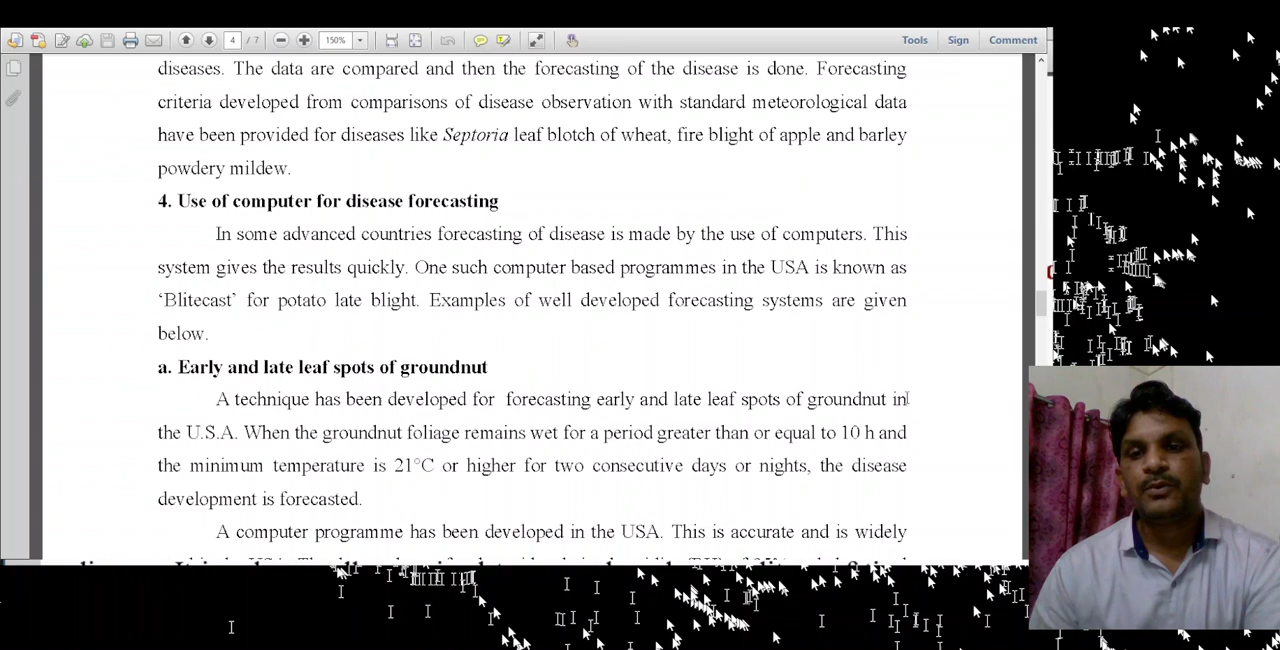 4 / 7
150%
Tools
Sign
Comment
diseases. The data are compared and then the forecasting of the disease is done. Forecasting
criteria developed from comparisons of disease observation with standard meteorological data
have been provided for diseases like Septoria leaf blotch of wheat, fire blight of apple and barley
powdery mildew.
4. Use of computer for disease forecasting
In some advanced countries forecasting of disease is made by the use of computers. This
system gives the results quickly. One such computer based programmes in the USA is known as
‘Blitecast’ for potato late blight. Examples of well developed forecasting systems are given
below.
a. Early and late leaf spots of groundnut
A technique has been developed for forecasting early and late leaf spots of groundnut in
the U.S.A. When the groundnut foliage remains wet for a period greater than or equal to 10 h and
the minimum temperature is 21°C or higher for two consecutive days or nights, the disease
development is forecasted.
A computer programme has been developed in the USA. This is accurate and is widely